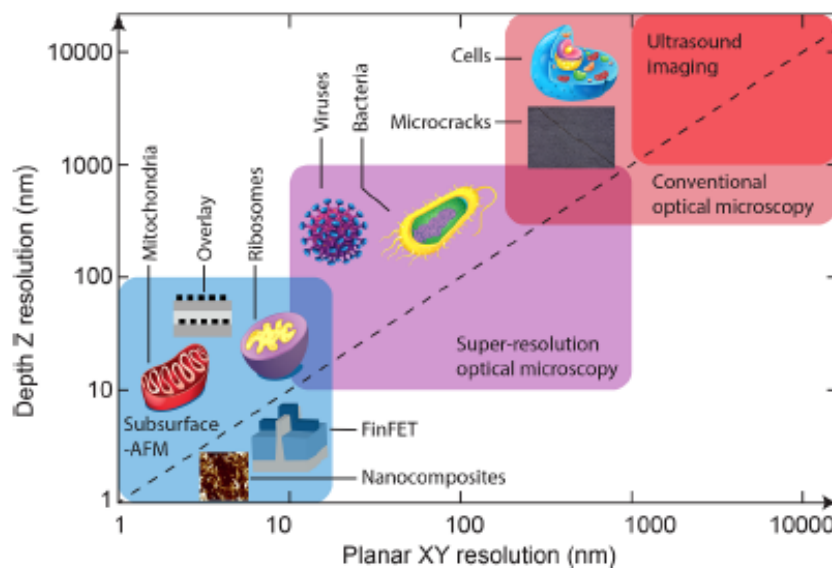 10000
1000
100
10
1
Depth Z resolution (nm)
Mitochondria
Overlay
Ribosomes
Viruses
Bacteria
Cells
Microcracks
Ultrasound
imaging
Conventional
optical microscopy
Super-resolution
optical microscopy
Subsurface
-AFM
FinFET
Nanocomposites
1
10
100
1000
10000
Planar XY resolution (nm)